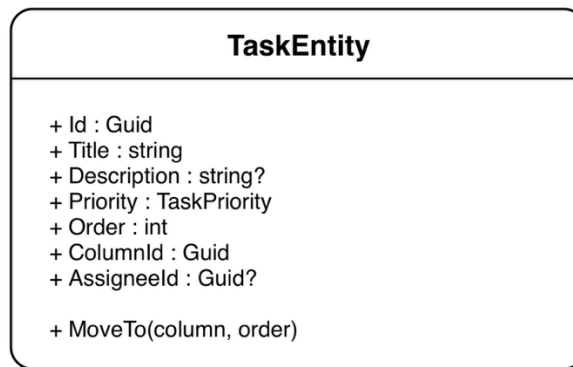 TaskEntity
+ Id : Guid
+ Title : string
+ Description : string?
+ Priority : TaskPriority
+ Order : int
+ ColumnId : Guid
+ AssigneeId : Guid?
+ MoveTo(column, order)